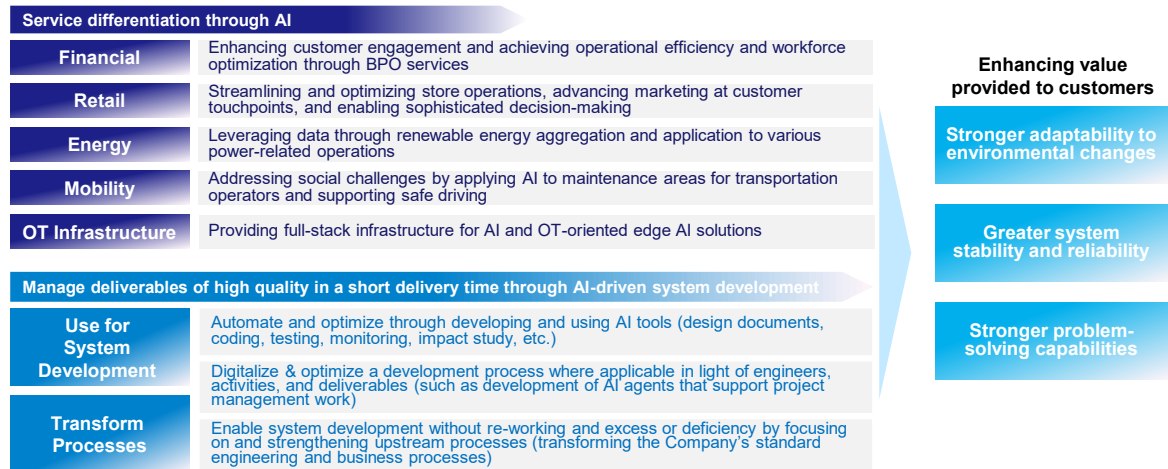 Service differentiation through AI
Financial
Enhancing customer engagement and achieving operational efficiency and workforce
optimization through BPO services
Retail
Streamlining and optimizing store operations, advancing marketing at customer
touchpoints, and enabling sophisticated decision-making
Energy
Leveraging data through renewable energy aggregation and application to various
power-related operations
Mobility
Addressing social challenges by applying AI to maintenance areas for transportation
operators and supporting safe driving
OT Infrastructure
Providing full-stack infrastructure for AI and OT-oriented edge AI solutions
Manage deliverables of high quality in a short delivery time through AI-driven system development
Use for
System
Development
Automate and optimize through developing and using AI tools (design documents,
coding, testing, monitoring, impact study, etc.)
Digitalize & optimize a development process where applicable in light of engineers,
activities, and deliverables (such as development of AI agents that support project
management work)
Transform
Processes
Enable system development without re-working and excess or deficiency by focusing
on and strengthening upstream processes (transforming the Company's standard
engineering and business processes)
Enhancing value
provided to customers
Stronger adaptability to
environmental changes
Greater system
stability and reliability
Stronger problem-
solving capabilities